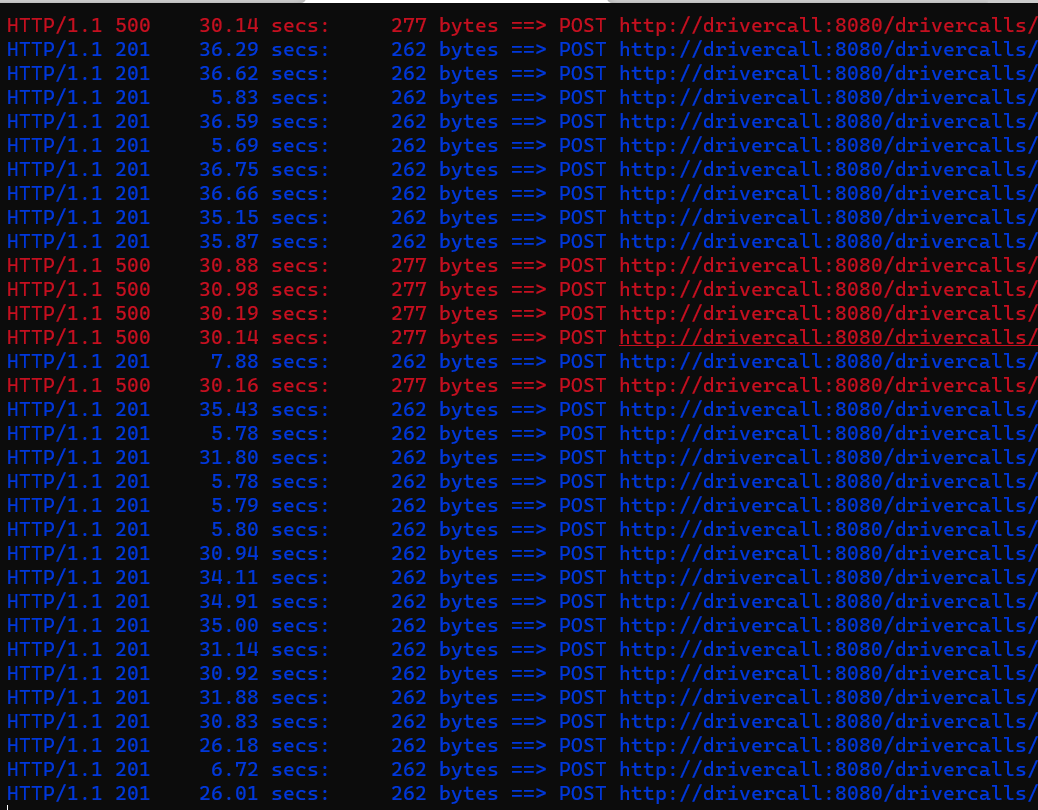 HTTP/1.1 500    30.14 secs:     277 bytes ==> POST http://drivercall:8080/drivercalls/
HTTP/1.1 201    36.29 secs:     262 bytes ==> POST http://drivercall:8080/drivercalls/
HTTP/1.1 201    36.62 secs:     262 bytes ==> POST http://drivercall:8080/drivercalls/
HTTP/1.1 201     5.83 secs:     262 bytes ==> POST http://drivercall:8080/drivercalls/
HTTP/1.1 201    36.59 secs:     262 bytes ==> POST http://drivercall:8080/drivercalls/
HTTP/1.1 201     5.69 secs:     262 bytes ==> POST http://drivercall:8080/drivercalls/
HTTP/1.1 201    36.75 secs:     262 bytes ==> POST http://drivercall:8080/drivercalls/
HTTP/1.1 201    36.66 secs:     262 bytes ==> POST http://drivercall:8080/drivercalls/
HTTP/1.1 201    35.15 secs:     262 bytes ==> POST http://drivercall:8080/drivercalls/
HTTP/1.1 201    35.87 secs:     262 bytes ==> POST http://drivercall:8080/drivercalls/
HTTP/1.1 500    30.88 secs:     277 bytes ==> POST http://drivercall:8080/drivercalls/
HTTP/1.1 500    30.98 secs:     277 bytes ==> POST http://drivercall:8080/drivercalls/
HTTP/1.1 500    30.19 secs:     277 bytes ==> POST http://drivercall:8080/drivercalls/
HTTP/1.1 500    30.14 secs:     277 bytes ==> POST http://drivercall:8080/drivercalls/
HTTP/1.1 201     7.88 secs:     262 bytes ==> POST http://drivercall:8080/drivercalls/
HTTP/1.1 500    30.16 secs:     277 bytes ==> POST http://drivercall:8080/drivercalls/
HTTP/1.1 201    35.43 secs:     262 bytes ==> POST http://drivercall:8080/drivercalls/
HTTP/1.1 201     5.78 secs:     262 bytes ==> POST http://drivercall:8080/drivercalls/
HTTP/1.1 201    31.80 secs:     262 bytes ==> POST http://drivercall:8080/drivercalls/
HTTP/1.1 201     5.78 secs:     262 bytes ==> POST http://drivercall:8080/drivercalls/
HTTP/1.1 201     5.79 secs:     262 bytes ==> POST http://drivercall:8080/drivercalls/
HTTP/1.1 201     5.80 secs:     262 bytes ==> POST http://drivercall:8080/drivercalls/
HTTP/1.1 201    30.94 secs:     262 bytes ==> POST http://drivercall:8080/drivercalls/
HTTP/1.1 201    34.11 secs:     262 bytes ==> POST http://drivercall:8080/drivercalls/
HTTP/1.1 201    34.91 secs:     262 bytes ==> POST http://drivercall:8080/drivercalls/
HTTP/1.1 201    35.00 secs:     262 bytes ==> POST http://drivercall:8080/drivercalls/
HTTP/1.1 201    31.14 secs:     262 bytes ==> POST http://drivercall:8080/drivercalls/
HTTP/1.1 201    30.92 secs:     262 bytes ==> POST http://drivercall:8080/drivercalls/
HTTP/1.1 201    31.88 secs:     262 bytes ==> POST http://drivercall:8080/drivercalls/
HTTP/1.1 201    30.83 secs:     262 bytes ==> POST http://drivercall:8080/drivercalls/
HTTP/1.1 201    26.18 secs:     262 bytes ==> POST http://drivercall:8080/drivercalls/
HTTP/1.1 201     6.72 secs:     262 bytes ==> POST http://drivercall:8080/drivercalls/
HTTP/1.1 201    26.01 secs:     262 bytes ==> POST http://drivercall:8080/drivercalls/